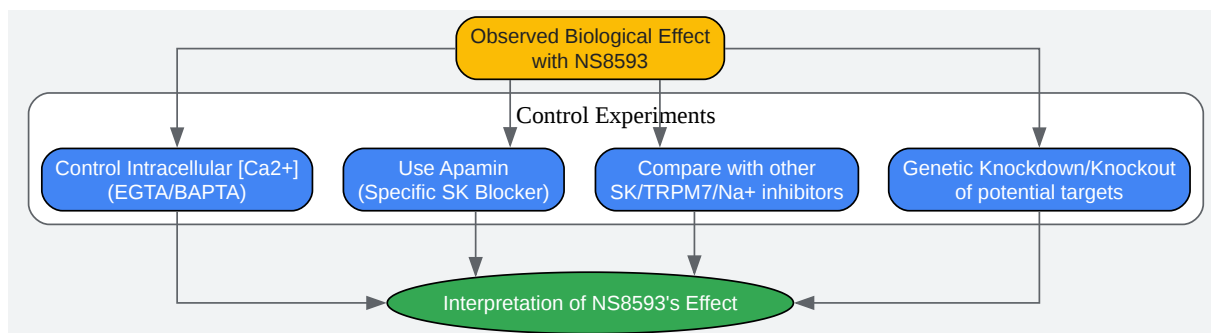 Observed Biological Effect
with NS8593
Control Experiments
Control Intracellular [Ca2+]
(EGTA/BAPTA)
Use Apamin
(Specific SK Blocker)
Compare with other
SK/TRPM7/Na+ inhibitors
Genetic Knockdown/Knockout
of potential targets
Interpretation of NS8593's Effect